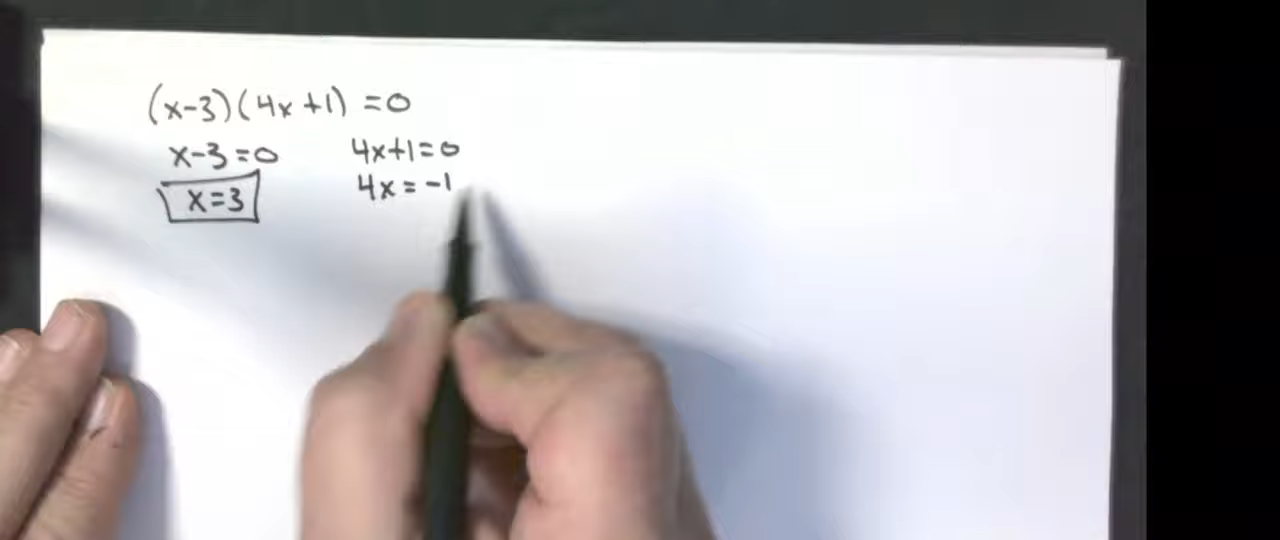 (x-3)(4x+1)=0
x-3=0 4x+1=0
x=3 4x=-1